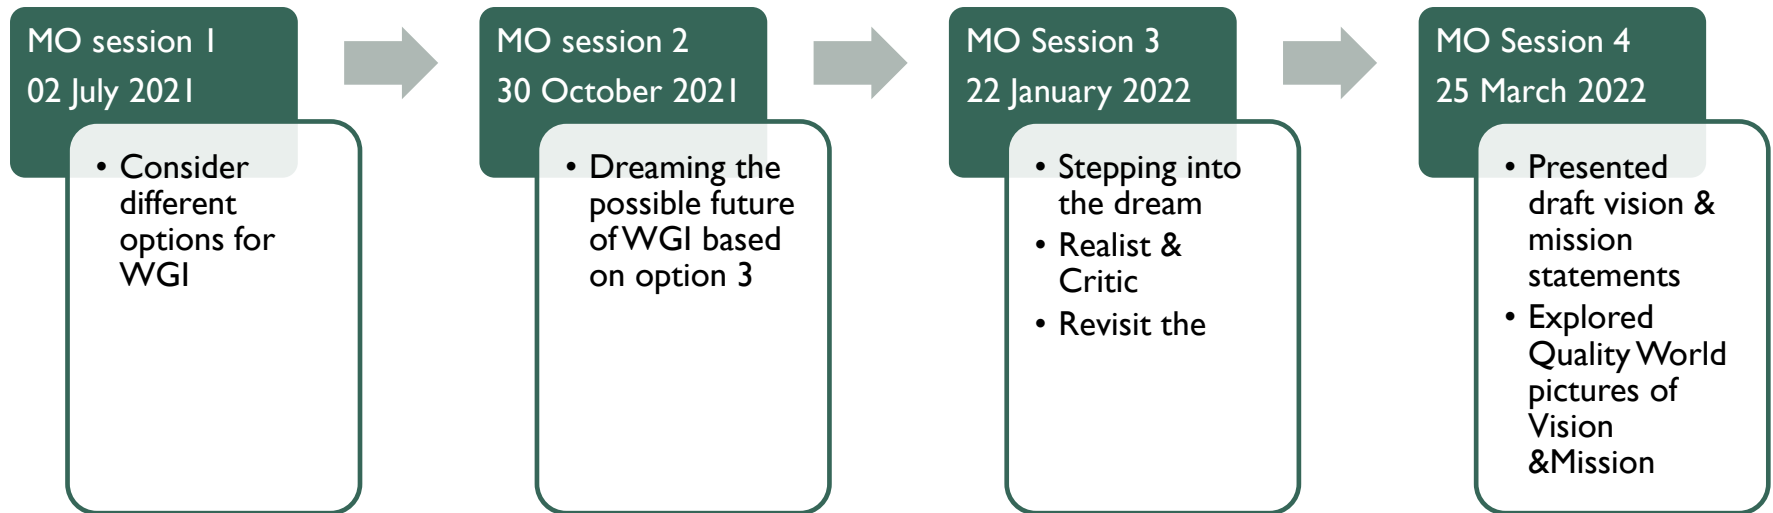 MO session 1
02 July 2021
• Consider
different
options for
WGI
MO session 2
30 October 2021
• Dreaming the
possible future
of WGI based
on option 3
MO Session 3
22 January 2022
• Stepping into
the dream
• Realist &
Critic
• Revisit the
MO Session 4
25 March 2022
• Presented
draft vision &
mission
statements
• Explored
Quality World
pictures of
Vision
&Mission